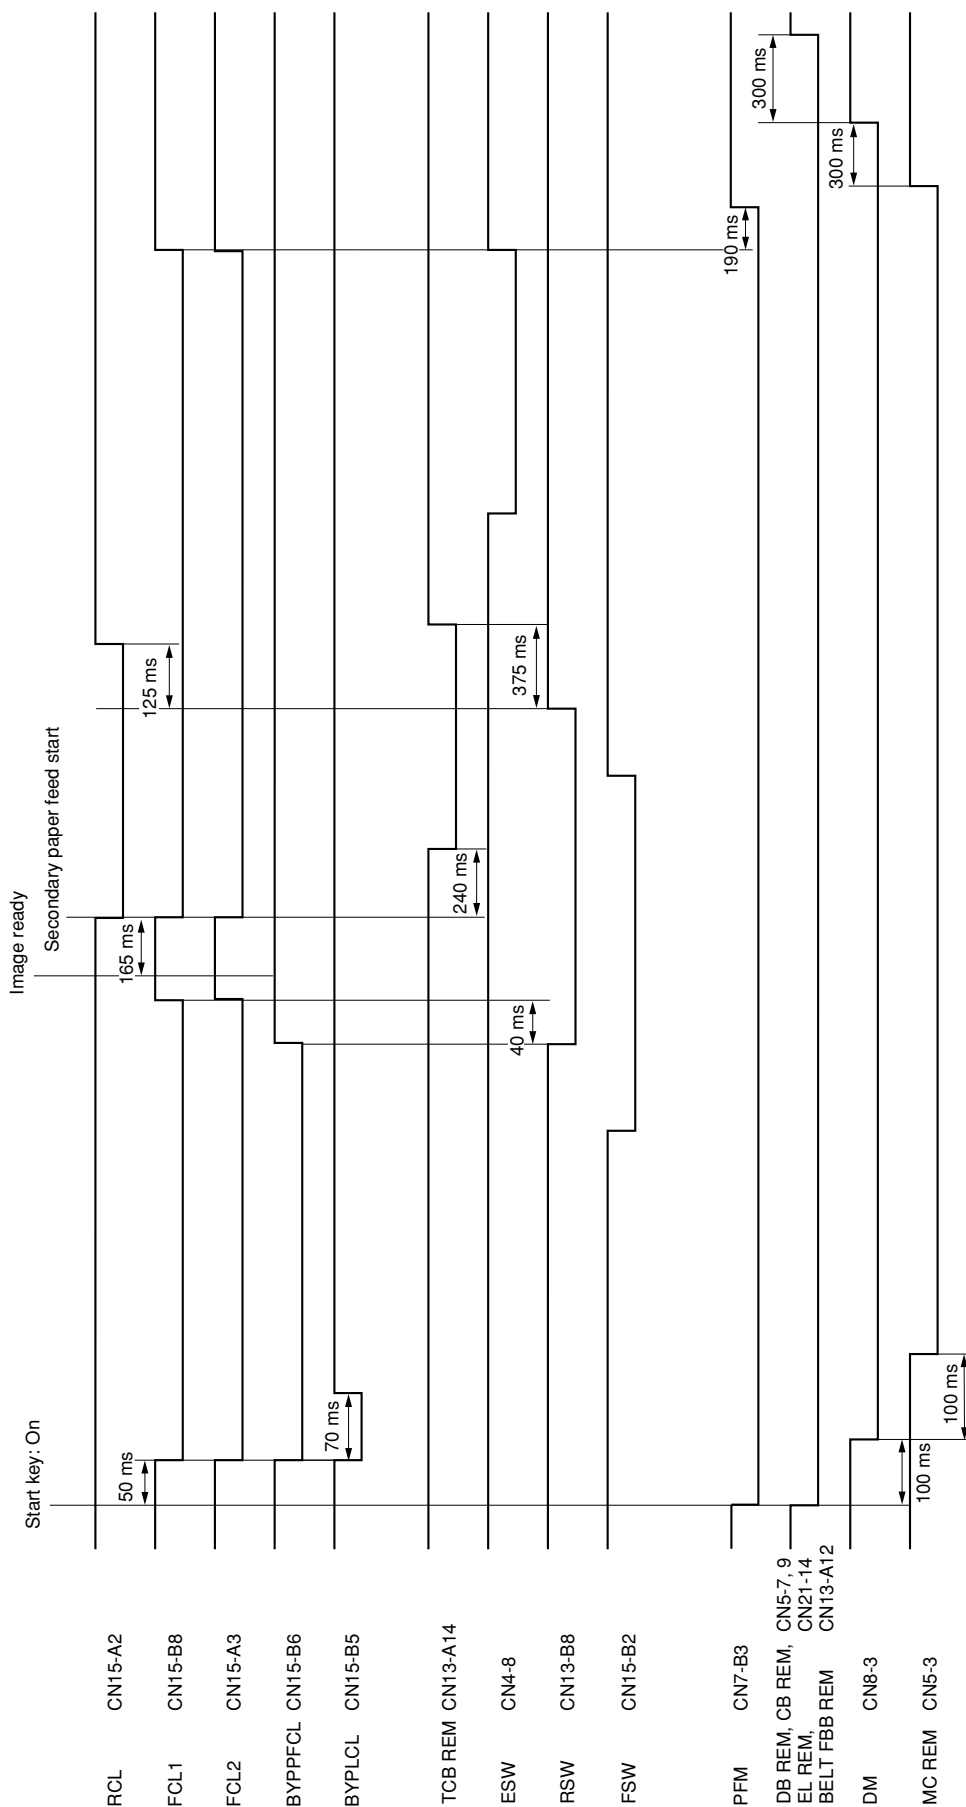 Start key: On
Image ready
Secondary paper feed start
RCL CN15-A2
165 ms
125 ms
50 ms
FCL1 CN15-B8
FCL2 CN15-A3
BYPPFCL CN15-B6
70 ms
BYPLCL CN15-B5
TCB REM CN13-A14
240 ms
ESW CN4-8
40 ms
375 ms
RSW CN13-B8
FSW CN15-B2
190 ms
PFM CN7-B3
300 ms
DB REM, CB REM, CN5-7, 9
EL REM, CN21-14
BELT FBB REM CN13-A12
300 ms
DM CN8-3
100 ms
MC REM CN5-3
100 ms